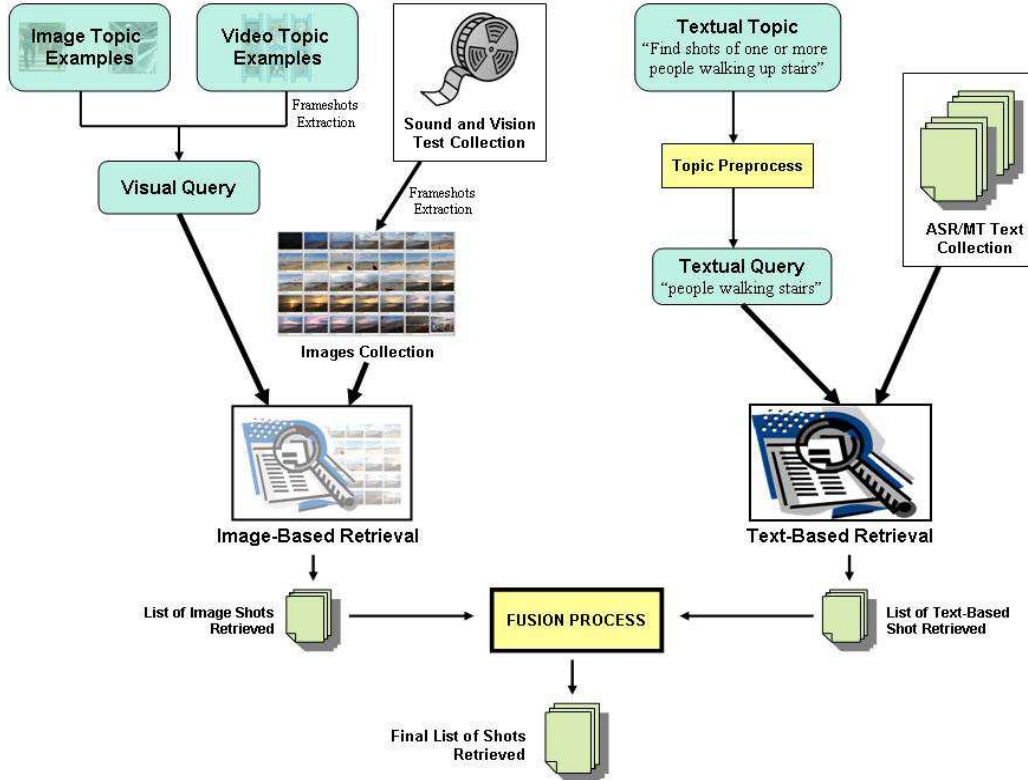 Image Topic
Examples
Video Topic
Examples
Frameshots
Extraction
Sound and Vision
Test Collection
Visual Query
Frameshots
Extraction
Images Collection
Image-Based Retrieval
List of Image Shots
Retrieved
Textual Topic
“Find shots of one or more
people walking up stairs”
Topic Preprocess
Textual Query
“people walking stairs”
ASR/MT Text
Collection
Text-Based Retrieval
List of Text-Based
Shot Retrieved
FUSION PROCESS
Final List of Shots
Retrieved